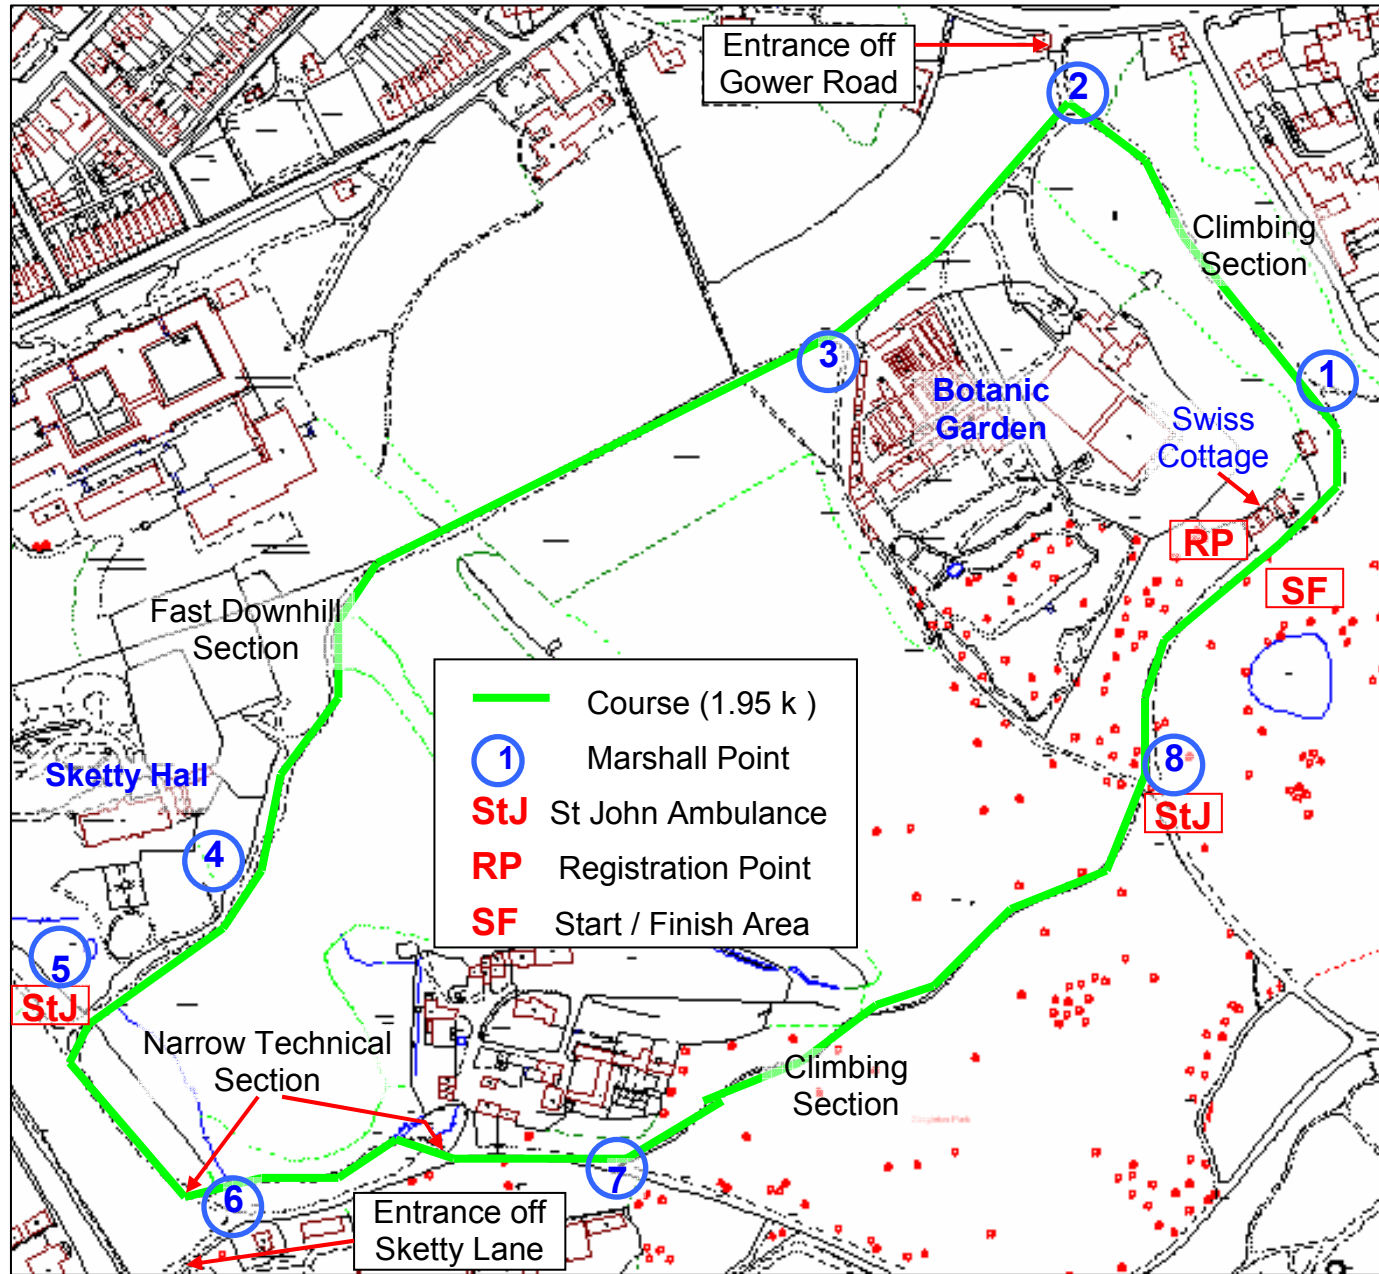 Entrance off
Gower Road
2
Climbing
Section
3
1
Botanic
Garden
Swiss
Cottage
RP
SF
Fast Downhill
Section
Course (1.95 k )
1 Marshall Point
StJ St John Ambulance
RP Registration Point
SF Start / Finish Area
Sketty Hall
8
StJ
4
5
StJ
Narrow Technical
Section
Climbing
Section
7
6
Entrance off
Sketty Lane